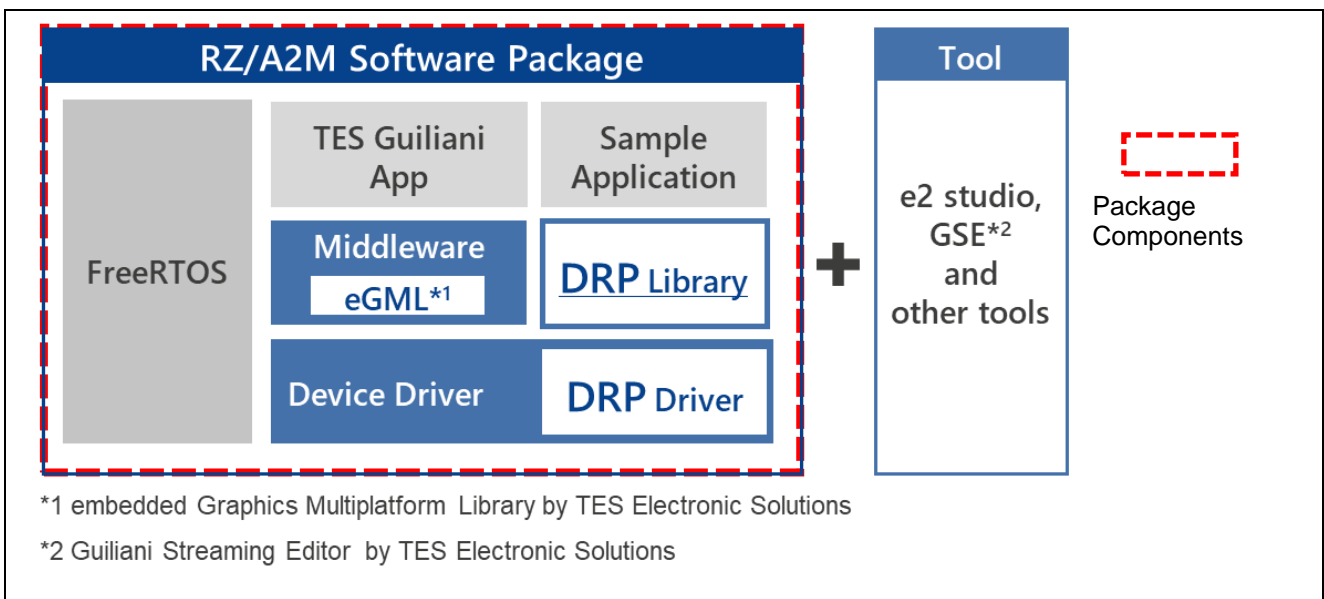 RZ/A2M Software Package
FreeRTOS
TES Guiliani
App
Sample
Application
Middleware
eGML*1
DRP Library
Device Driver
DRP Driver
+
Tool
e2 studio,
GSE*2
and
other tools
Package
Components
*1 embedded Graphics Multiplatform Library by TES Electronic Solutions
*2 Guiliani Streaming Editor by TES Electronic Solutions